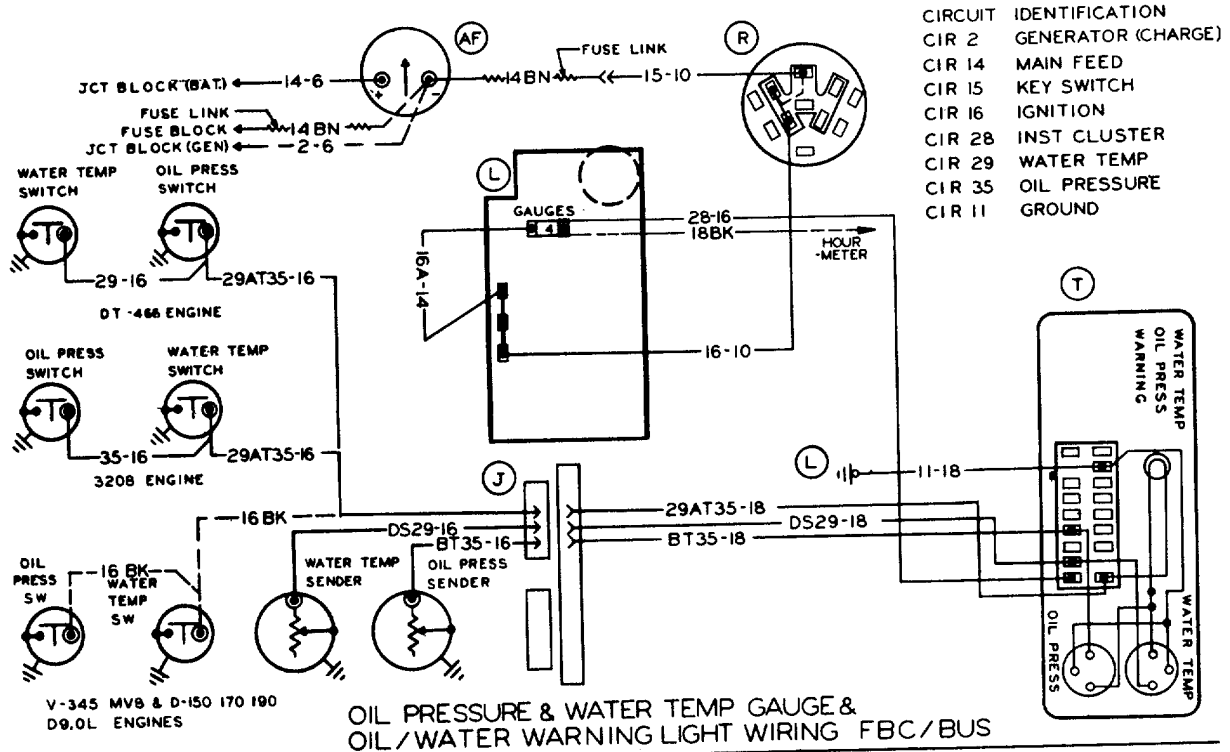 CIRCUIT IDENTIFICATION
CIR 2 GENERATOR (CHARGE)
CIR 14 MAIN FEED
CIR 15 KEY SWITCH
CIR 16 IGNITION
CIR 28 INST CLUSTER
CIR 29 WATER TEMP
CIR 35 OIL PRESSURE
CIR 11 GROUND
AF
R
FUSE LINK
JCT BLOCK (BAT.)
14-6
+
-
14BN
15-10
FUSE LINK
FUSE BLOCK
14BN
JCT BLOCK (GEN)
2-6
WATER TEMP
SWITCH
OIL PRESS
SWITCH
L
GAUGES
4
28-16
18BK
HOUR
-METER
16A-14
29-16
29AT35-16
DT-466 ENGINE
T
16-10
OIL PRESS
SWITCH
WATER TEMP
SWITCH
WATER TEMP
OIL PRESS
WARNING
35-16
29AT35-16
3208 ENGINE
J
L
11-18
16BK
DS29-16
BT35-16
29AT35-18
DS29-18
BT35-18
OIL
PRESS
SW
16 BK
WATER
TEMP
SW
WATER TEMP
SENDER
OIL PRESS
SENDER
OIL PRESS
WATER TEMP
V-345 MV8 & D-150 170 190
D9.0L ENGINES
OIL PRESSURE & WATER TEMP GAUGE &
OIL/WATER WARNING LIGHT WIRING FBC/BUS